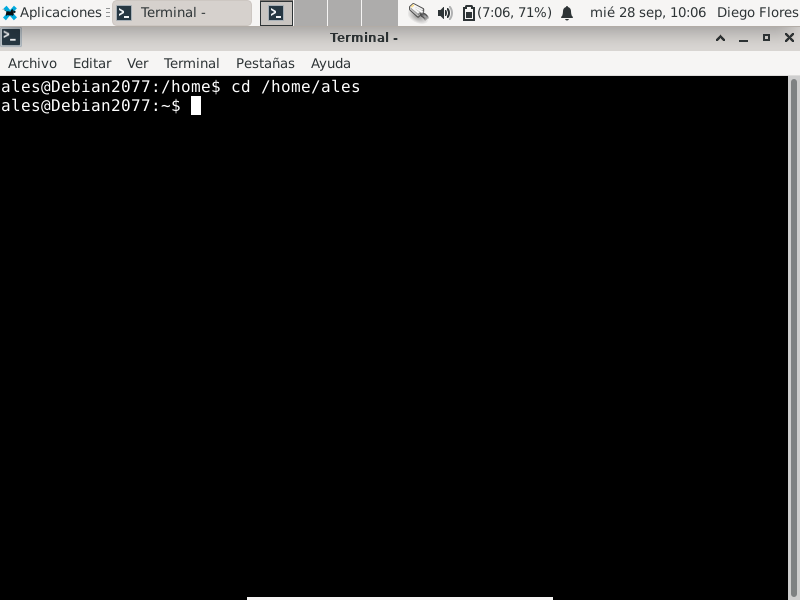 Aplicaciones Terminal - (7:06, 71%) mié 28 sep, 10:06 Diego Flores
Terminal -
Archivo Editar Ver Terminal Pestañas Ayuda
ales@Debian2077:/home$ cd /home/ales
ales@Debian2077:~$